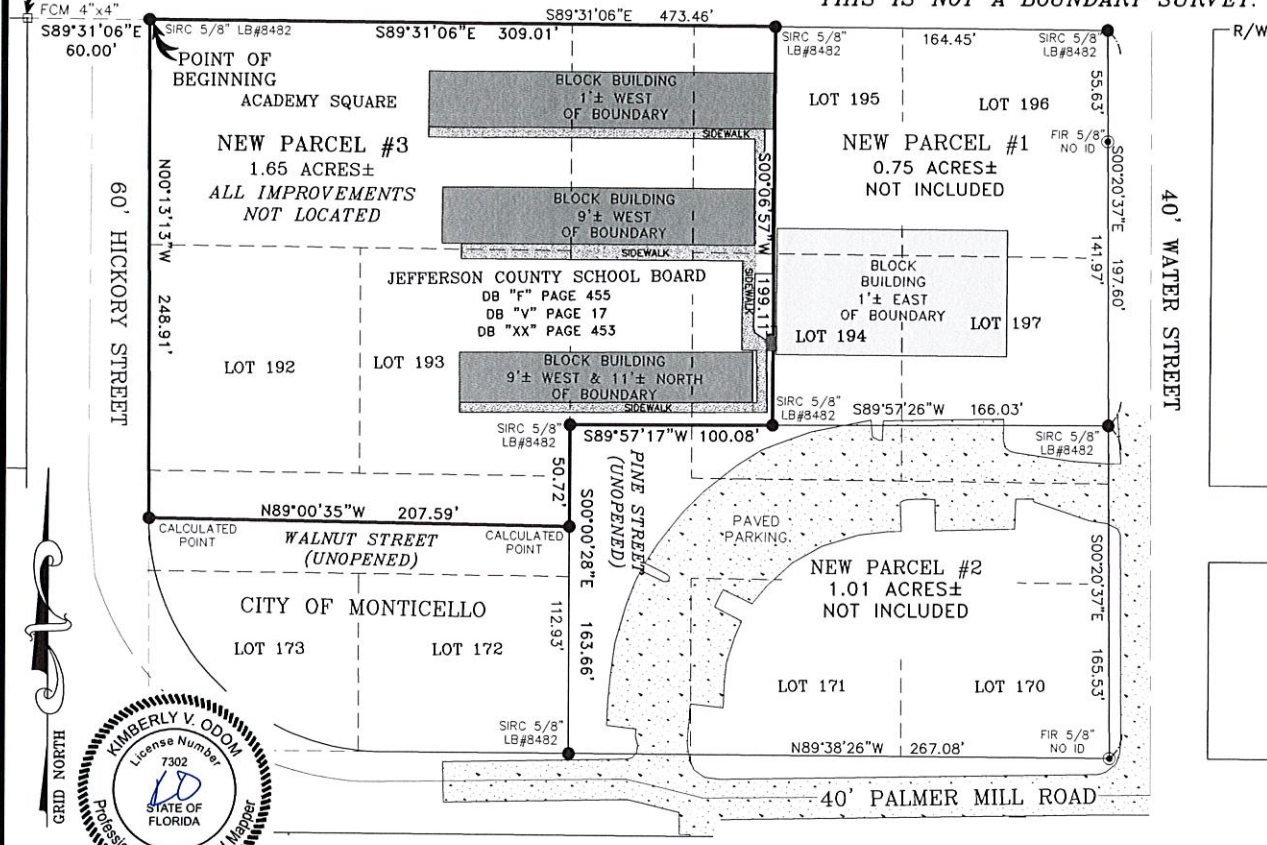 THIS IS NOT A BOUNDARY SURVEY.
FCM 4"x4"
S89°31'06"E
60.00'
SIRC 5/8" LB#8482
S89°31'06"E 473.46'
S89°31'06"E 309.01'
SIRC 5/8"
LB#8482
164.45'
SIRC 5/8"
LB#8482
R/W
POINT OF
BEGINNING
ACADEMY SQUARE
BLOCK BUILDING
1'± WEST
OF BOUNDARY
SIDEWALK
LOT 195
LOT 196
55.63'
NEW PARCEL #3
1.65 ACRES±
ALL IMPROVEMENTS
NOT LOCATED
NEW PARCEL #1
0.75 ACRES±
NOT INCLUDED
FIR 5/8"
NO ID
S00°20'37"E
197.60'
141.97'
60' HICKORY STREET
N00°13'13"W
248.91'
S00°06'57"W
199.11'
BLOCK BUILDING
9'± WEST
OF BOUNDARY
SIDEWALK
SIDEWALK
40' WATER STREET
JEFFERSON COUNTY SCHOOL BOARD
DB "F" PAGE 455
DB "V" PAGE 17
DB "XX" PAGE 453
BLOCK
BUILDING
1'± EAST
OF BOUNDARY
LOT 194
LOT 197
LOT 192
LOT 193
BLOCK BUILDING
9'± WEST & 11'± NORTH
OF BOUNDARY
SIDEWALK
SIRC 5/8"
LB#8482
S89°57'17"W 100.08'
SIRC 5/8"
LB#8482
S89°57'26"W 166.03'
SIRC 5/8"
LB#8482
50.72'
PINE STREET
(UNOPENED)
N89°00'35"W 207.59'
CALCULATED
POINT
WALNUT STREET
(UNOPENED)
CALCULATED
POINT
S00°00'28"E
163.66'
112.93'
PAVED
PARKING
NEW PARCEL #2
1.01 ACRES±
NOT INCLUDED
S00°20'37"E
165.53'
CITY OF MONTICELLO
LOT 173
LOT 172
LOT 171
LOT 170
SIRC 5/8"
LB#8482
N89°38'26"W 267.08'
FIR 5/8"
NO ID
40' PALMER MILL ROAD
GRID NORTH
KIMBERLY V. ODOM
License Number
7302
STATE OF
FLORIDA
Mapper